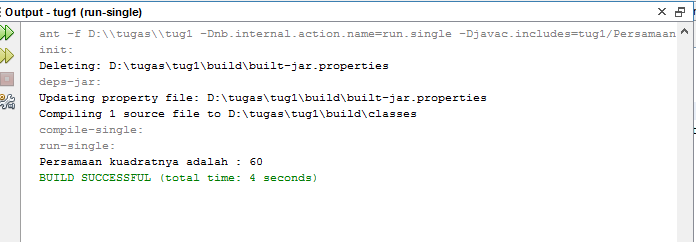 Output - tug1 (run-single)
ant -f D:\\tugas\\tug1 -Dnb.internal.action.name=run.single -Djavac.includes=tug1/Persamaan
init:
Deleting: D:\tugas\tug1\build\built-jar.properties
deps-jar:
Updating property file: D:\tugas\tug1\build\built-jar.properties
Compiling 1 source file to D:\tugas\tug1\build\classes
compile-single:
run-single:
Persamaan kuadratnya adalah : 60
BUILD SUCCESSFUL (total time: 4 seconds)